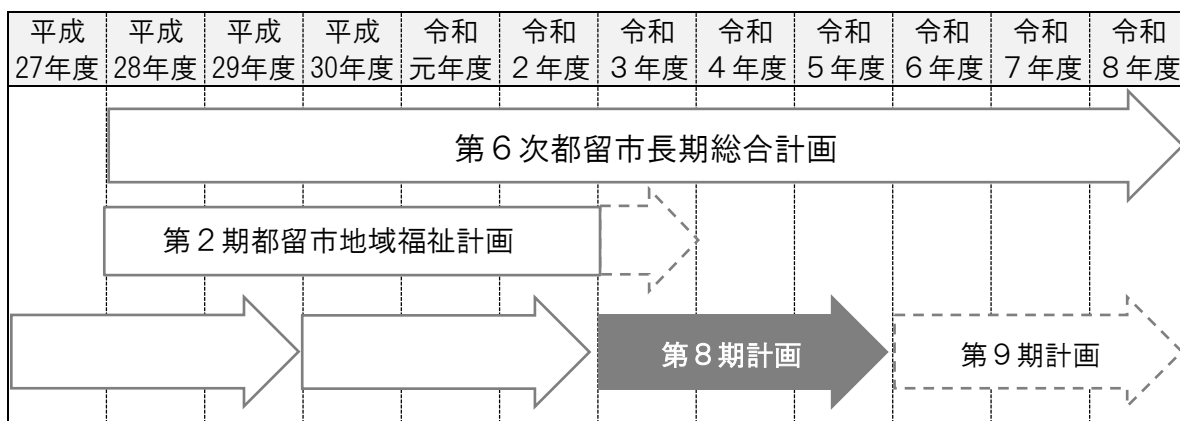 平成 平成 平成 平成 令和 令和 令和 令和 令和 令和 令和 令和
27年度 28年度 29年度 30年度 元年度 ２年度 ３年度 ４年度 ５年度 ６年度 ７年度 ８年度
第６次都留市長期総合計画
第２期都留市地域福祉計画
第８期計画 第９期計画